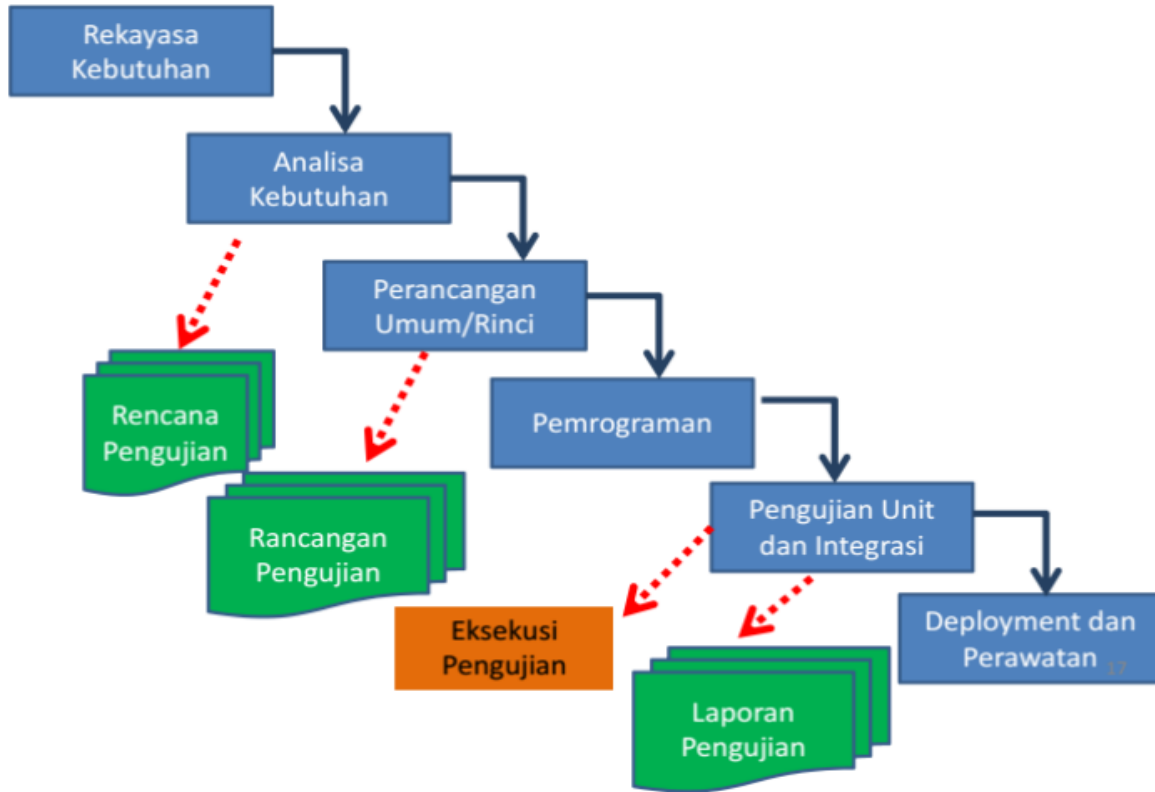 Rekayasa
Kebutuhan
Analisa
Kebutuhan
Perancangan
Umum/Rinci
Rencana
Pengujian
Pemrograman
Rancangan
Pengujian
Pengujian Unit
dan Integrasi
Eksekusi
Pengujian
Deployment dan
Perawatan
17
Laporan
Pengujian